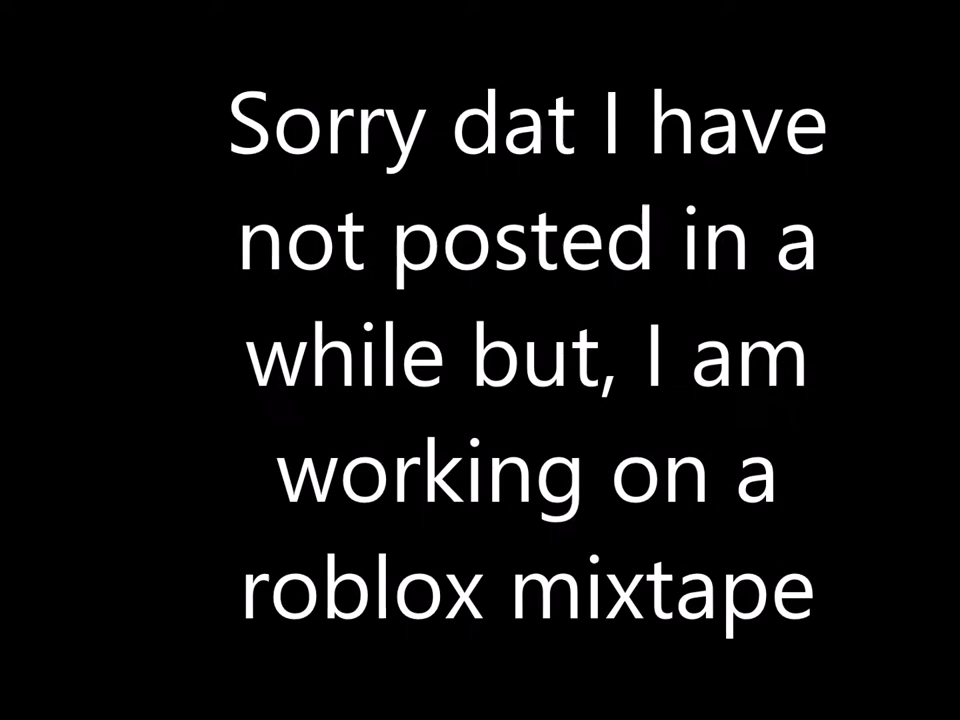 Sorry dat I have
not posted in a
while but, I am
working on a
roblox mixtape